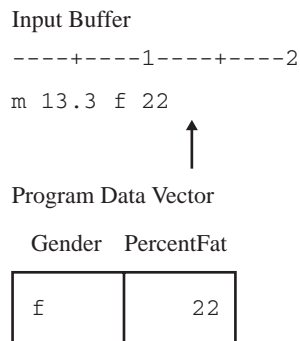 Input Buffer
----+----1----+----2
m 13.3 f 22
Program Data Vector
Gender PercentFat
f 22